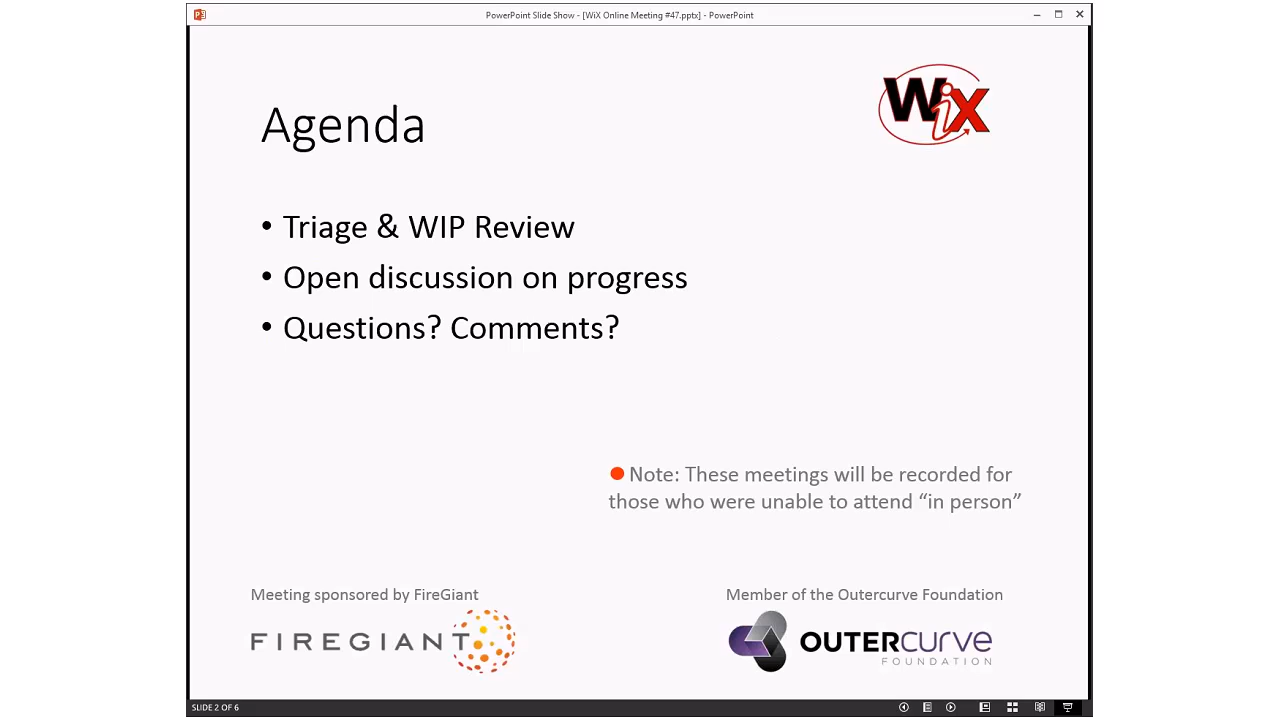 PowerPoint Slide Show - [WiX Online Meeting #47.pptx] - PowerPoint
WiX
Agenda
• Triage & WIP Review
• Open discussion on progress
• Questions? Comments?
Note: These meetings will be recorded for
those who were unable to attend “in person”
Meeting sponsored by FireGiant
FIREGIANT
Member of the Outercurve Foundation
OUTERCURVE
FOUNDATION
SLIDE 2 OF 6